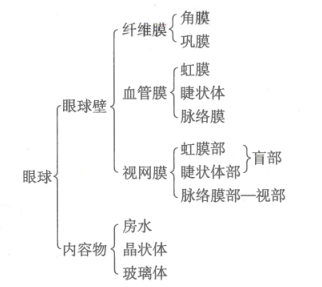 角膜
纤维膜
巩膜
虹膜
血管膜
睫状体
脉络膜
眼球壁
虹膜部
视网膜
睫状体部
盲部
脉络膜部—视部
眼球
房水
内容物
晶状体
玻璃体